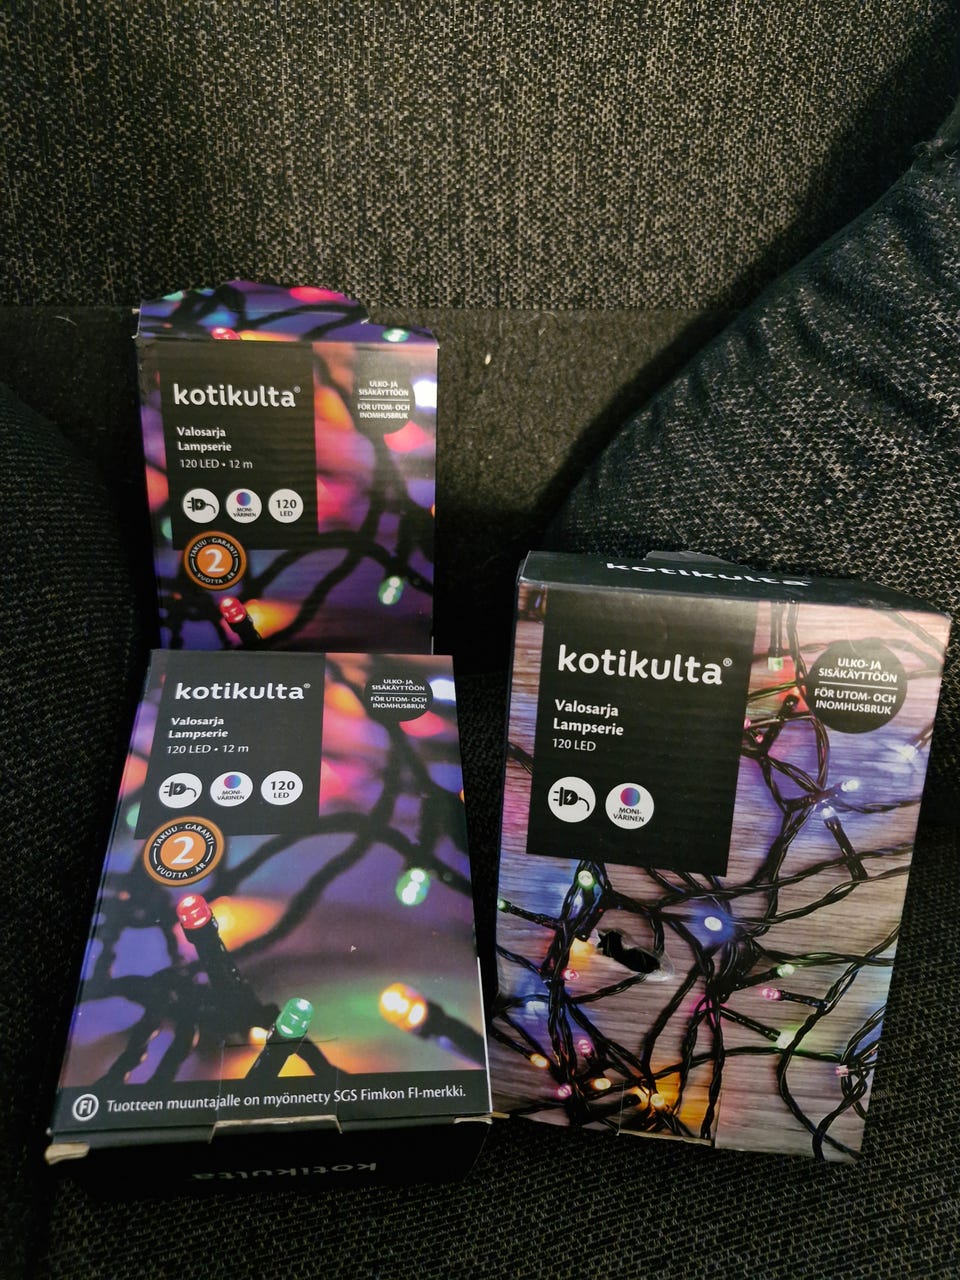 kotikulta®
Valosarja
Lampserie
120 LED • 12 m
MONI-
VÄRINEN
120
LED
TAKUU · GARANTI
2
VUOTTA · ÅR
ULKO- JA
SISÄKÄYTTÖÖN
FÖR UTOM- OCH
INOMHUSBRUK
kotikulta®
Valosarja
Lampserie
120 LED • 12 m
MONI-
VÄRINEN
120
LED
TAKUU · GARANTI
2
VUOTTA · ÅR
ULKO- JA
SISÄKÄYTTÖÖN
FÖR UTOM- OCH
INOMHUSBRUK
FI Tuotteen muuntajalle on myönnetty SGS Fimkon FI-merkki.
kotikulta
kotikulta
kotikulta®
Valosarja
Lampserie
120 LED
MONI-
VÄRINEN
ULKO- JA
SISÄKÄYTTÖÖN
FÖR UTOM- OCH
INOMHUSBRUK